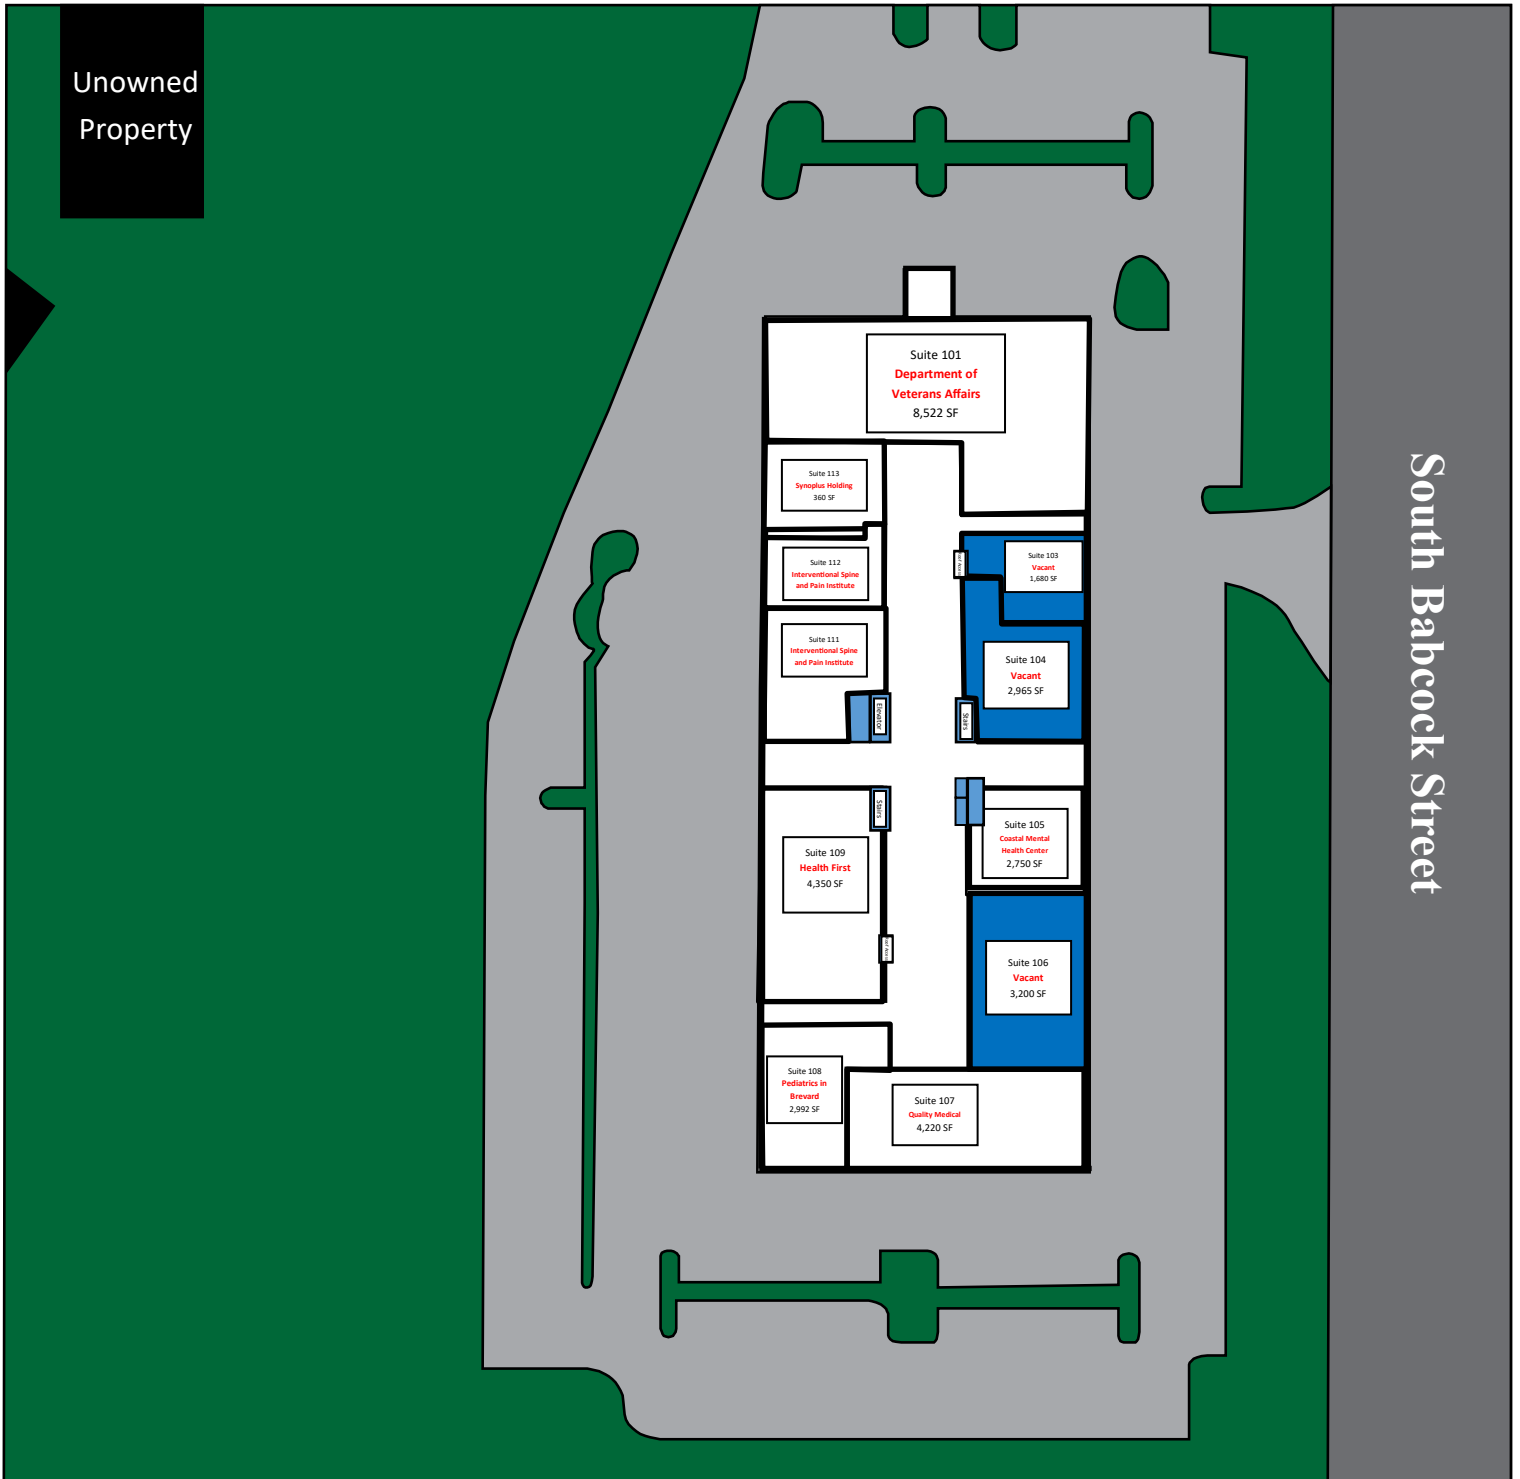 Unowned
Property
Suite 101
Department of
Veterans Affairs
8,522 SF
Suite 113
Synoplus Holding
360 SF
Suite 112
Interventional Spine
and Pain Institute
Suite 103
Vacant
1,680 SF
Suite 111
Interventional Spine
and Pain Institute
Suite 104
Vacant
2,965 SF
Elevator
Stairs
Stairs
Suite 105
Coastal Mental
Health Center
2,750 SF
Suite 109
Health First
4,350 SF
Suite 106
Vacant
3,200 SF
Suite 108
Pediatrics in
Brevard
2,992 SF
Suite 107
Quality Medical
4,220 SF
South Babcock Street